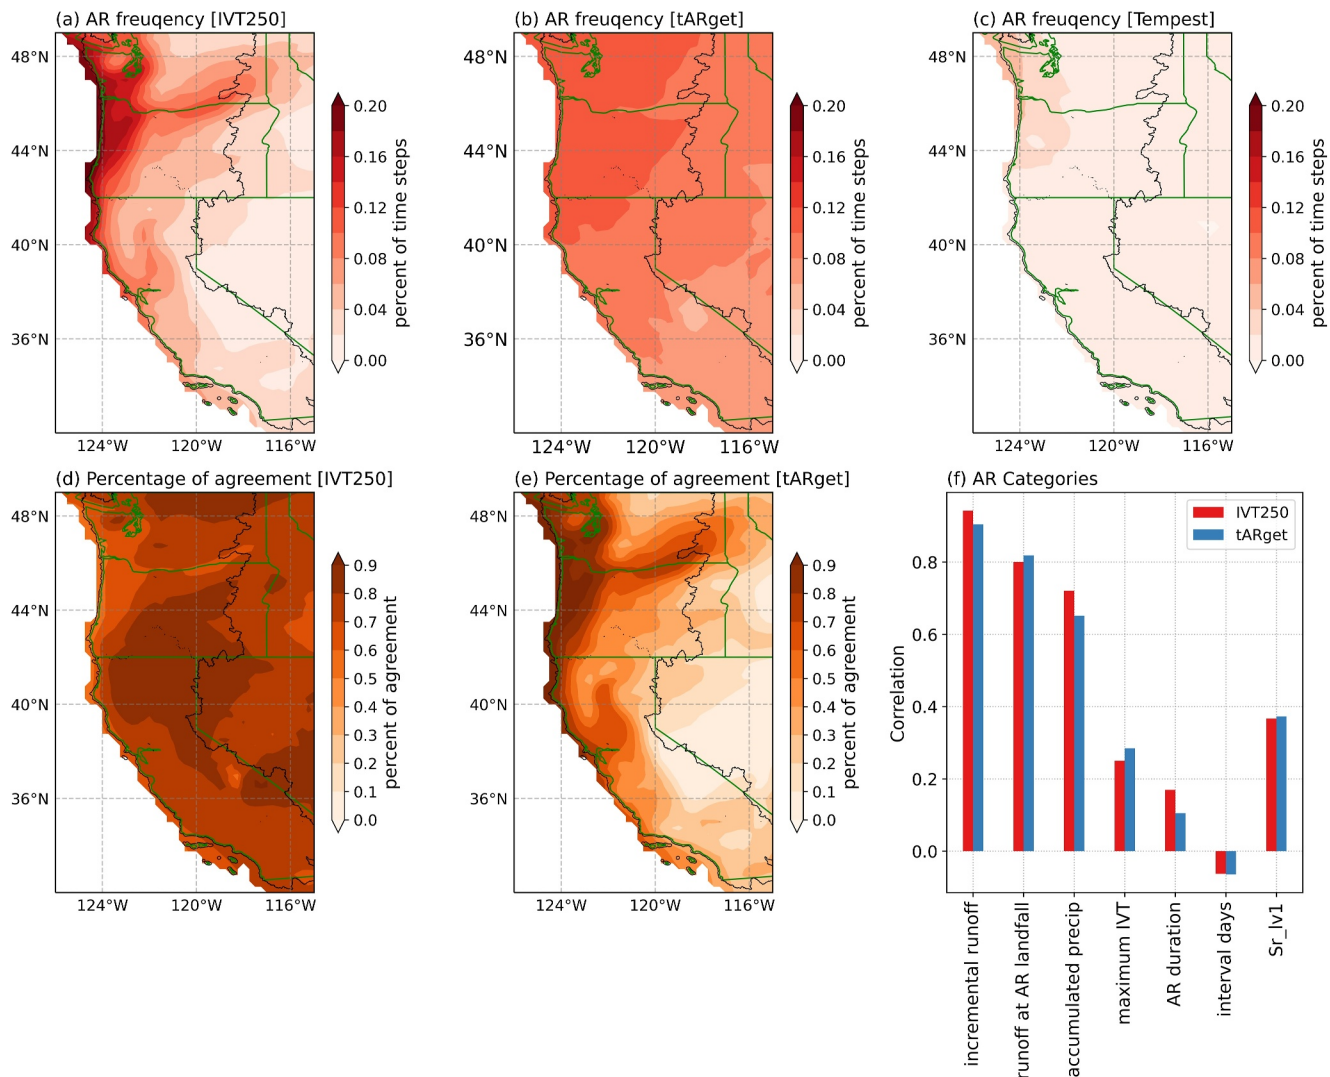 (a) AR freuqency [IVT250]
48°N
44°N
40°N
36°N
124°W 120°W 116°W
0.20
0.16
0.12
0.08
0.04
0.00
percent of time steps
(b) AR freuqency [tARget]
48°N
44°N
40°N
36°N
124°W 120°W 116°W
0.20
0.16
0.12
0.08
0.04
0.00
percent of time steps
(c) AR freuqency [Tempest]
48°N
44°N
40°N
36°N
124°W 120°W 116°W
0.20
0.16
0.12
0.08
0.04
0.00
percent of time steps
(d) Percentage of agreement [IVT250]
48°N
44°N
40°N
36°N
124°W 120°W 116°W
0.9
0.8
0.7
0.6
0.5
0.4
0.3
0.2
0.1
0.0
percent of agreement
(e) Percentage of agreement [tARget]
48°N
44°N
40°N
36°N
124°W 120°W 116°W
0.9
0.8
0.7
0.6
0.5
0.4
0.3
0.2
0.1
0.0
percent of agreement
(f) AR Categories
IVT250
tARget
0.8
0.6
0.4
0.2
0.0
Correlation
incremental runoff
runoff at AR landfall
accumulated precip
maximum IVT
AR duration
interval days
Sr_lv1